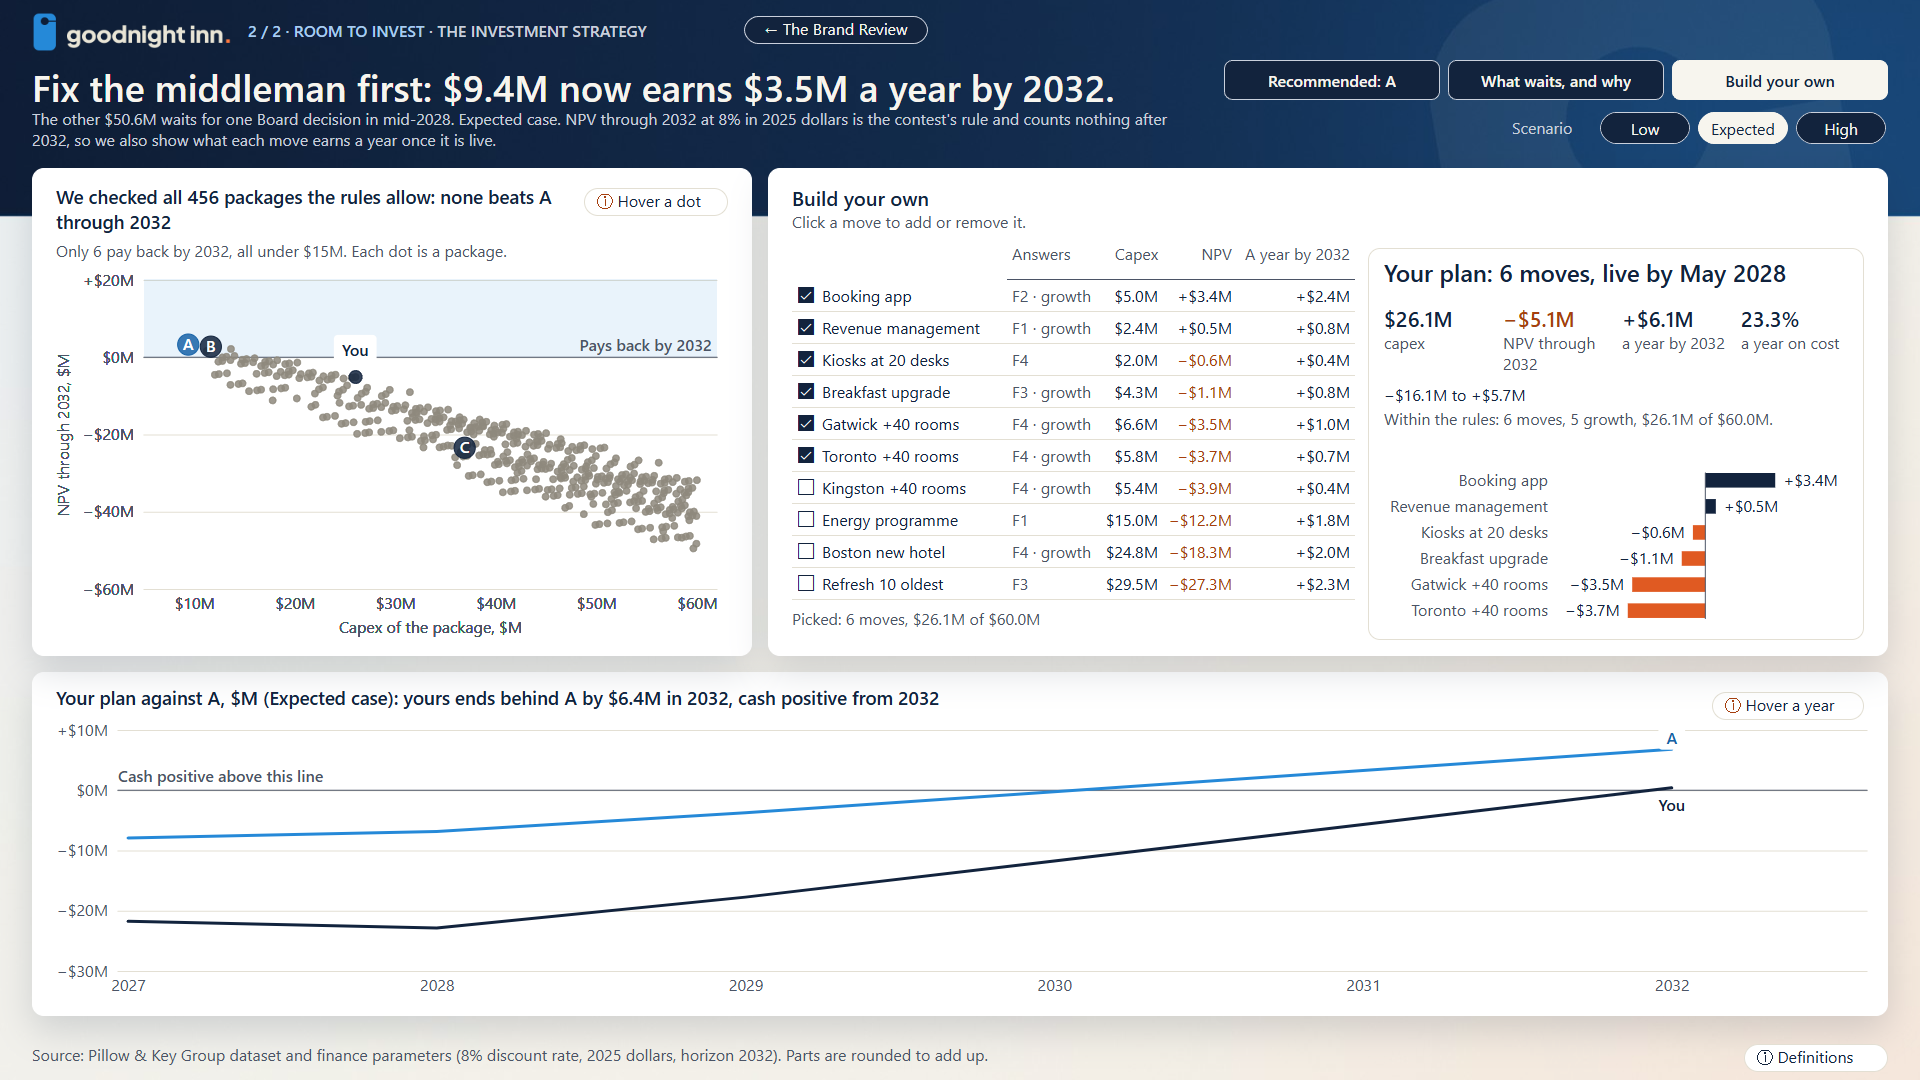 goodnight inn.
2 / 2 · ROOM TO INVEST · THE INVESTMENT STRATEGY
← The Brand Review
Fix the middleman first: $9.4M now earns $3.5M a year by 2032.
The other $50.6M waits for one Board decision in mid-2028. Expected case. NPV through 2032 at 8% in 2025 dollars is the contest's rule and counts nothing after
2032, so we also show what each move earns a year once it is live.
Recommended: A
What waits, and why
Build your own
Scenario
Low
Expected
High
We checked all 456 packages the rules allow: none beats A
through 2032
ⓘ Hover a dot
Only 6 pay back by 2032, all under $15M. Each dot is a package.
+$20M
$0M
−$20M
−$40M
−$60M
NPV through 2032, $M
A
B
You
C
Pays back by 2032
$10M
$20M
$30M
$40M
$50M
$60M
Capex of the package, $M
Build your own
Click a move to add or remove it.
Answers Capex NPV A year by 2032
Booking app F2 · growth $5.0M +$3.4M +$2.4M
Revenue management F1 · growth $2.4M +$0.5M +$0.8M
Kiosks at 20 desks F4 $2.0M −$0.6M +$0.4M
Breakfast upgrade F3 · growth $4.3M −$1.1M +$0.8M
Gatwick +40 rooms F4 · growth $6.6M −$3.5M +$1.0M
Toronto +40 rooms F4 · growth $5.8M −$3.7M +$0.7M
Kingston +40 rooms F4 · growth $5.4M −$3.9M +$0.4M
Energy programme F1 $15.0M −$12.2M +$1.8M
Boston new hotel F4 · growth $24.8M −$18.3M +$2.0M
Refresh 10 oldest F3 $29.5M −$27.3M +$2.3M
Picked: 6 moves, $26.1M of $60.0M
Your plan: 6 moves, live by May 2028
$26.1M −$5.1M +$6.1M 23.3%
capex NPV through a year by 2032 a year on cost
2032
−$16.1M to +$5.7M
Within the rules: 6 moves, 5 growth, $26.1M of $60.0M.
Booking app +$3.4M
Revenue management +$0.5M
Kiosks at 20 desks −$0.6M
Breakfast upgrade −$1.1M
Gatwick +40 rooms −$3.5M
Toronto +40 rooms −$3.7M
Your plan against A, $M (Expected case): yours ends behind A by $6.4M in 2032, cash positive from 2032
ⓘ Hover a year
+$10M
$0M
−$10M
−$20M
−$30M
Cash positive above this line
A
You
2027
2028
2029
2030
2031
2032
Source: Pillow & Key Group dataset and finance parameters (8% discount rate, 2025 dollars, horizon 2032). Parts are rounded to add up.
ⓘ Definitions